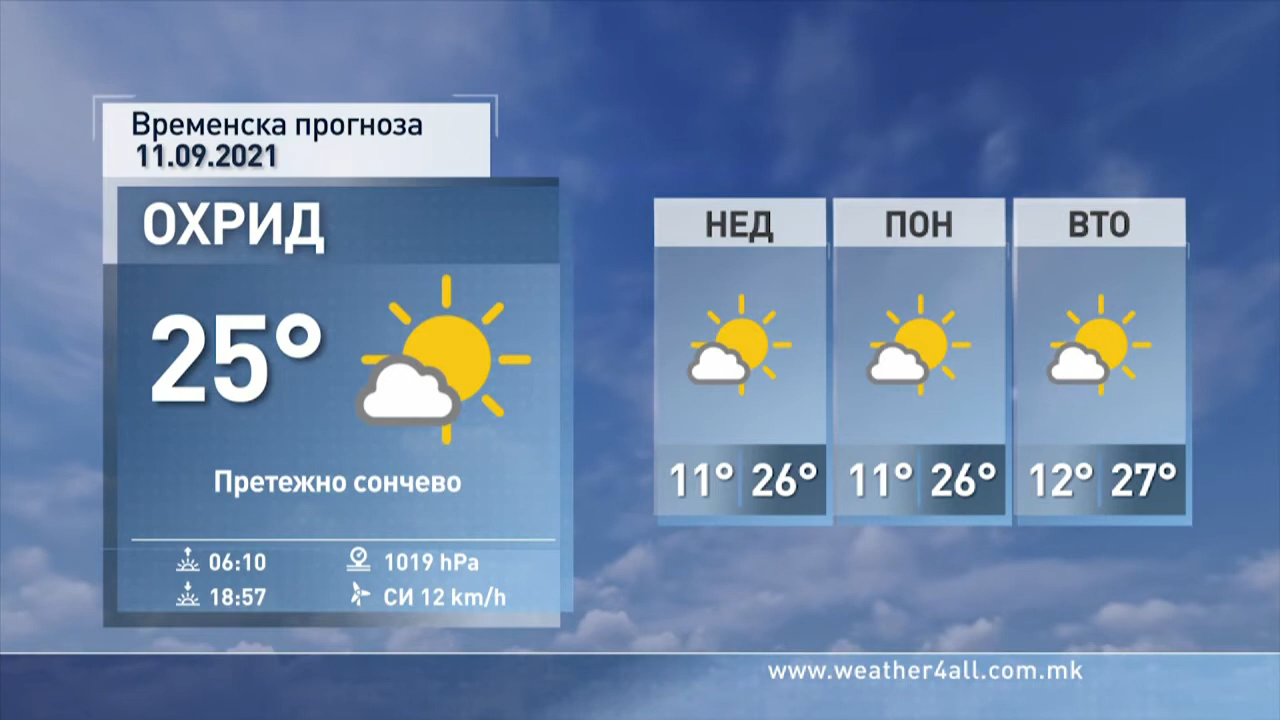 Временска прогноза
11.09.2021
ОХРИД
25°
Претежно сончево
06:10
1019 hPa
18:57
СИ 12 km/h
НЕД
ПОН
ВТО
11° 26°
11° 26°
12° 27°
www.weather4all.com.mk